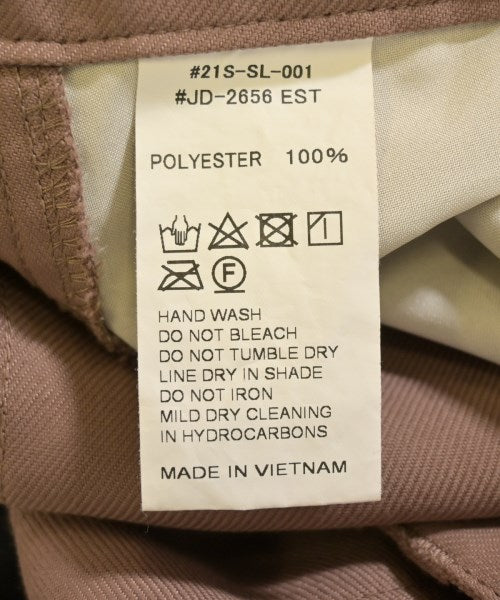 #21S-SL-001
#JD-2656 EST
POLYESTER 100%
F
HAND WASH
DO NOT BLEACH
DO NOT TUMBLE DRY
LINE DRY IN SHADE
DO NOT IRON
MILD DRY CLEANING
IN HYDROCARBONS
MADE IN VIETNAM